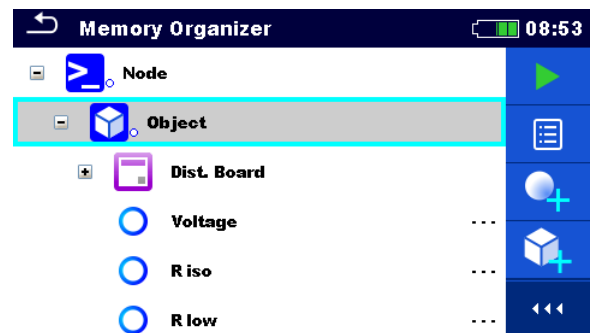 Memory Organizer 08:53
Node
Object
Dist. Board
Voltage ---
R iso ---
R low ---